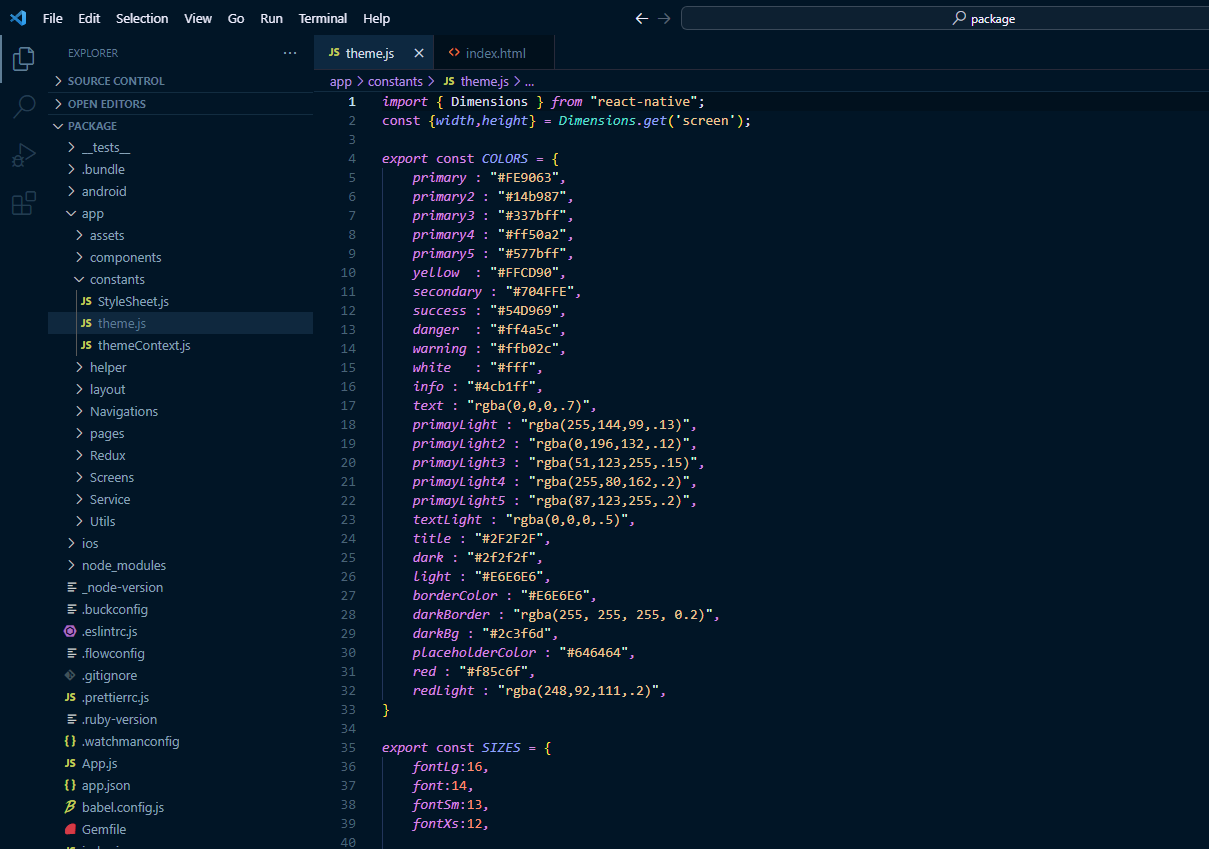 File Edit Selection View Go Run Terminal Help
package
EXPLORER ...
SOURCE CONTROL
OPEN EDITORS
PACKAGE
__tests__
.bundle
android
app
assets
components
constants
JS StyleSheet.js
JS theme.js
JS themeContext.js
helper
layout
Navigations
pages
Redux
Screens
Service
Utils
ios
node_modules
_node-version
.buckconfig
.eslintrc.js
.flowconfig
.gitignore
JS .prettierrc.js
.ruby-version
{} .watchmanconfig
JS App.js
{} app.json
babel.config.js
Gemfile
JS theme.js × <> index.html
app > constants > JS theme.js > ...
1 import { Dimensions } from "react-native";
2 const {width,height} = Dimensions.get('screen');
3
4 export const COLORS = {
5 primary : "#FE9063",
6 primary2 : "#14b987",
7 primary3 : "#337bff",
8 primary4 : "#ff50a2",
9 primary5 : "#577bff",
10 yellow : "#FFCD90",
11 secondary : "#704FFE",
12 success : "#54D969",
13 danger : "#ff4a5c",
14 warning : "#ffb02c",
15 white : "#fff",
16 info : "#4cb1ff",
17 text : "rgba(0,0,0,.7)",
18 primayLight : "rgba(255,144,99,.13)",
19 primayLight2 : "rgba(0,196,132,.12)",
20 primayLight3 : "rgba(51,123,255,.15)",
21 primayLight4 : "rgba(255,80,162,.2)",
22 primayLight5 : "rgba(87,123,255,.2)",
23 textLight : "rgba(0,0,0,.5)",
24 title : "#2F2F2F",
25 dark : "#2f2f2f",
26 light : "#E6E6E6",
27 borderColor : "#E6E6E6",
28 darkBorder : "rgba(255, 255, 255, 0.2)",
29 darkBg : "#2c3f6d",
30 placeholderColor : "#646464",
31 red : "#f85c6f",
32 redLight : "rgba(248,92,111,.2)",
33 }
34
35 export const SIZES = {
36 fontLg:16,
37 font:14,
38 fontSm:13,
39 fontXs:12,
40